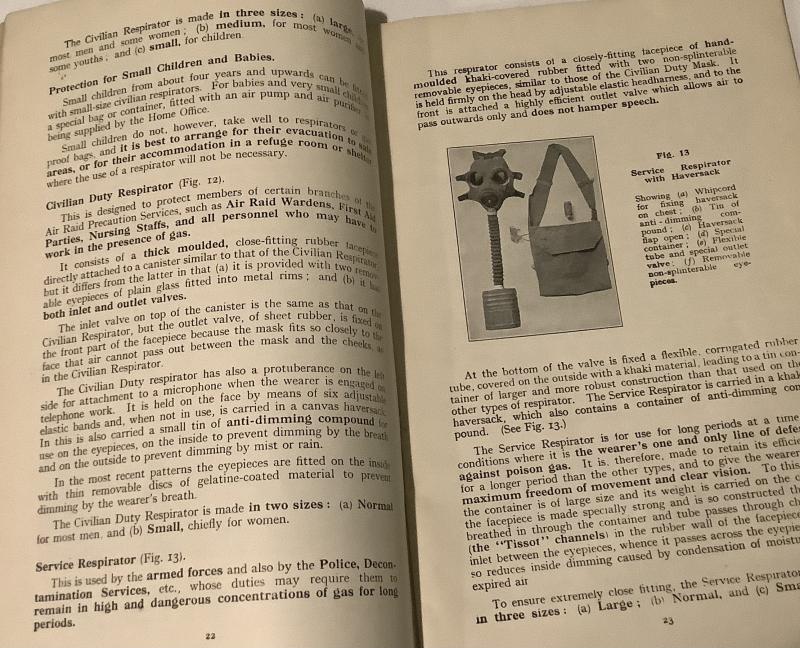 The Civilian Respirator is made in three sizes: (a) large,
most men and some women; (b) medium, for most women
some youths; and (c) small, for children.
Protection for Small Children and Babies.
Small children from about four years and upwards can be
with small-size civilian respirators. For babies and very small
a special bag or container, fitted with an air pump and air purifier
being supplied by the Home Office.
Small children do not, however, take well to respirators or
proof bags, and it is best to arrange for their evacuation to safe
areas, or for their accommodation in a refuge room or shelter
where the use of a respirator will not be necessary.
Civilian Duty Respirator (Fig. 12).
This is designed to protect members of certain branches of the
Air Raid Precaution Services, such as Air Raid Wardens, First Aid
Parties, Nursing Staffs, and all personnel who may have to
work in the presence of gas.
It consists of a thick moulded, close-fitting rubber facepiece
directly attached to a canister similar to that of the Civilian Respirator,
but it differs from the latter in that (a) it is provided with two remov-
able eyepieces of plain glass fitted into metal rims; and (b) it has
both inlet and outlet valves.
The inlet valve on top of the canister is the same as that on the
Civilian Respirator, but the outlet valve, of sheet rubber, is fixed on
the front part of the facepiece because the mask fits so closely to the
face that air cannot pass out between the mask and the cheeks, as
in the Civilian Respirator.
The Civilian Duty respirator has also a protuberance on the left
side for attachment to a microphone when the wearer is engaged on
telephone work. It is held on the face by means of six adjustable
elastic bands and, when not in use, is carried in a canvas haversack.
In this is also carried a small tin of anti-dimming compound for
use on the eyepieces, on the inside to prevent dimming by the breath
and on the outside to prevent dimming by mist or rain.
In the most recent patterns the eyepieces are fitted on the inside
with thin removable discs of gelatine-coated material to prevent
dimming by the wearer's breath.
The Civilian Duty Respirator is made in two sizes: (a) Normal
for most men, and (b) Small, chiefly for women.
Service Respirator (Fig. 13).
This is used by the armed forces and also by the Police, Decon-
tamination Services, etc., whose duties may require them to
remain in high and dangerous concentrations of gas for long
periods.
22
This respirator consists of a closely-fitting facepiece of hand-
moulded khaki-covered rubber fitted with two non-splinterable
removable eyepieces, similar to those of the Civilian Duty Mask. It
is held firmly on the head by adjustable elastic headharness, and to the
front is attached a highly efficient outlet valve which allows air to
pass outwards only and does not hamper speech.
Fig. 13
Service Respirator
with Haversack
Showing (a) Whipcord
for fixing haversack
on chest; (b) Tin of
anti-dimming com-
pound; (c) Haversack
flap open; (d) Special
container; (e) Flexible
tube and special outlet
valve; (f) Removable
non-splinterable eye-
pieces.
At the bottom of the valve is fixed a flexible, corrugated rubber
tube, covered on the outside with a khaki material, leading to a tin con-
tainer of larger and more robust construction than that used on the
other types of respirator. The Service Respirator is carried in a khaki
haversack, which also contains a container of anti-dimming com-
pound. (See Fig. 13.)
The Service Respirator is for use for long periods at a time
conditions where it is the wearer's one and only line of defe
against poison gas. It is, therefore, made to retain its efficie
for a longer period than the other types, and to give the wearer
maximum freedom of movement and clear vision. To this
the container is of large size and its weight is carried on the c
the facepiece is made specially strong and is so constructed th
breathed in through the container and tube passes through ch
(the "Tissot" channels) in the rubber wall of the facepiece
inlet between the eyepieces, whence it passes across the eyepie
so reduces inside dimming caused by condensation of moistu
expired air
To ensure extremely close fitting, the Service Respirator
in three sizes: (a) Large; (b) Normal, and (c) Sma
23